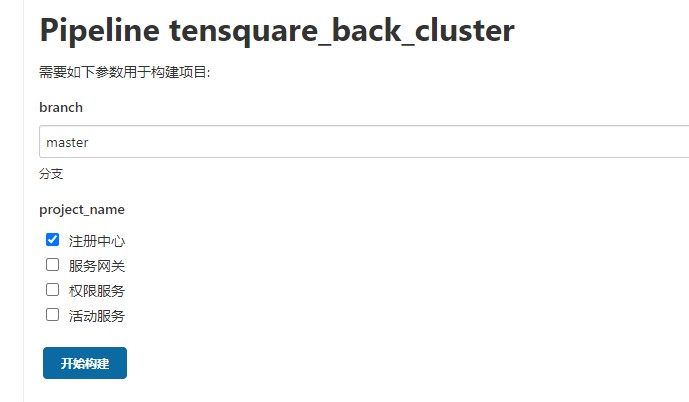 Pipeline tensquare_back_cluster
需要如下参数用于构建项目:
branch
master
分支
project_name
注册中心
服务网关
权限服务
活动服务
开始构建